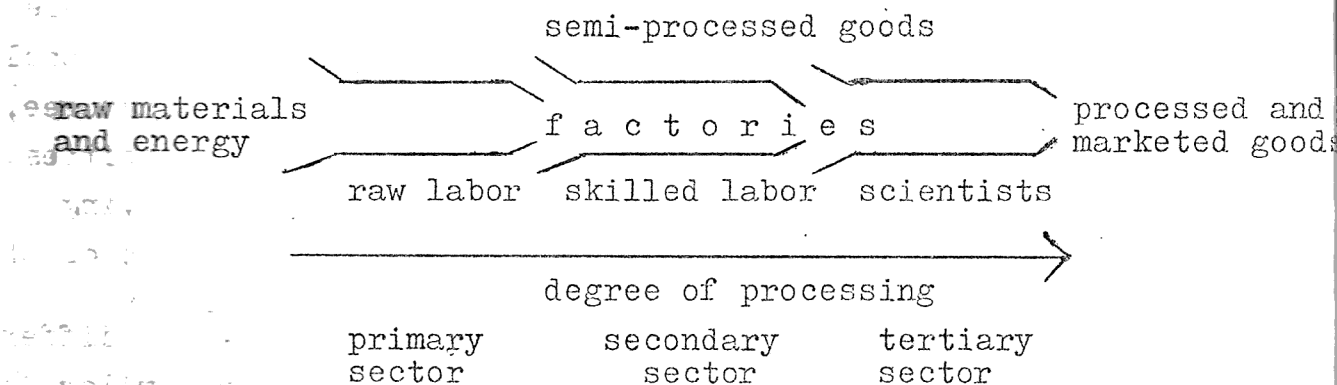 semi-processed goods
raw materials
and energy
f a c t o r i e s
processed and
marketed goods
raw labor skilled labor scientists
degree of processing
primary secondary tertiary
sector sector sector